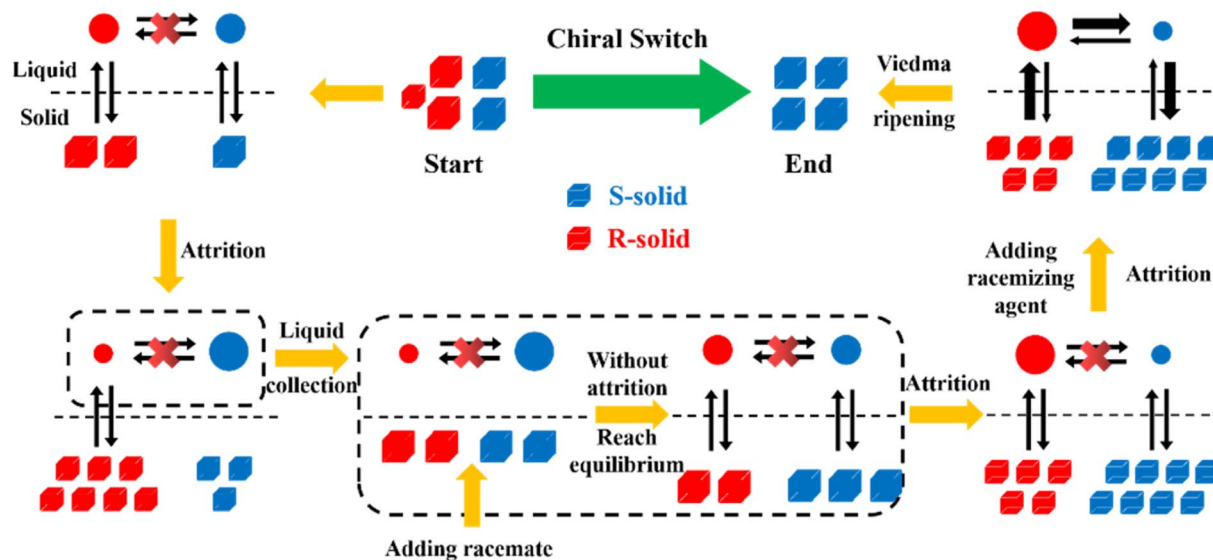 Liquid
Solid
Start
Chiral Switch
End
S-solid
R-solid
Viedma
ripening
Attrition
Liquid
collection
Adding racemate
Without
attrition
Reach
equilibrium
Attrition
Adding
racemizing
agent
Attrition